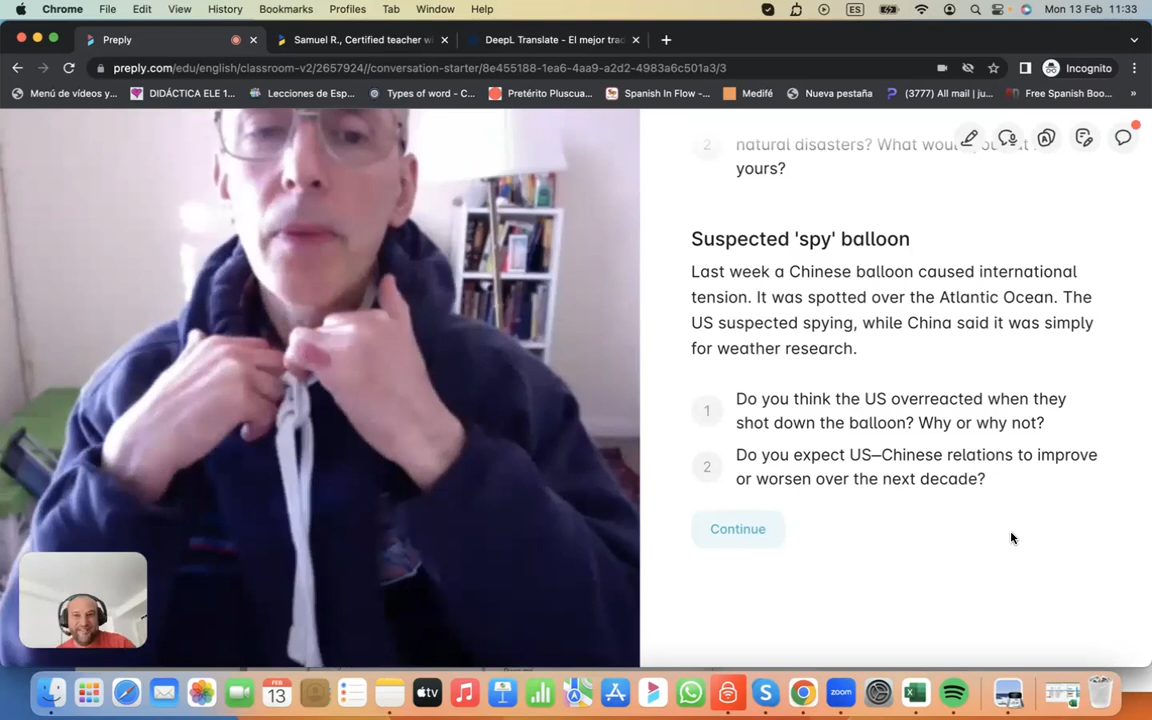 Chrome File Edit View History Bookmarks Profiles Tab Window Help ES Mon 13 Feb 11:33
Preply Samuel R., Certified teacher w DeepL Translate - El mejor tra
preply.com/edu/english/classroom-v2/2657924//conversation-starter/8e455188-1ea6-4aa9-a2d2-4983a6c501a3/3 Incognito
Menú de vídeos y... DIDÁCTICA ELE 1... Lecciones de Esp... Types of word - C... Pretérito Pluscua... Spanish In Flow -... Medifé Nueva pestaña (3777) All mail | ju... Free Spanish Boo... »
2 natural disasters? What
yours?
Suspected 'spy' balloon
Last week a Chinese balloon caused international
tension. It was spotted over the Atlantic Ocean. The
US suspected spying, while China said it was simply
for weather research.
1 Do you think the US overreacted when they
shot down the balloon? Why or why not?
2 Do you expect US–Chinese relations to improve
or worsen over the next decade?
Continue
FEB
13
tv
zoom